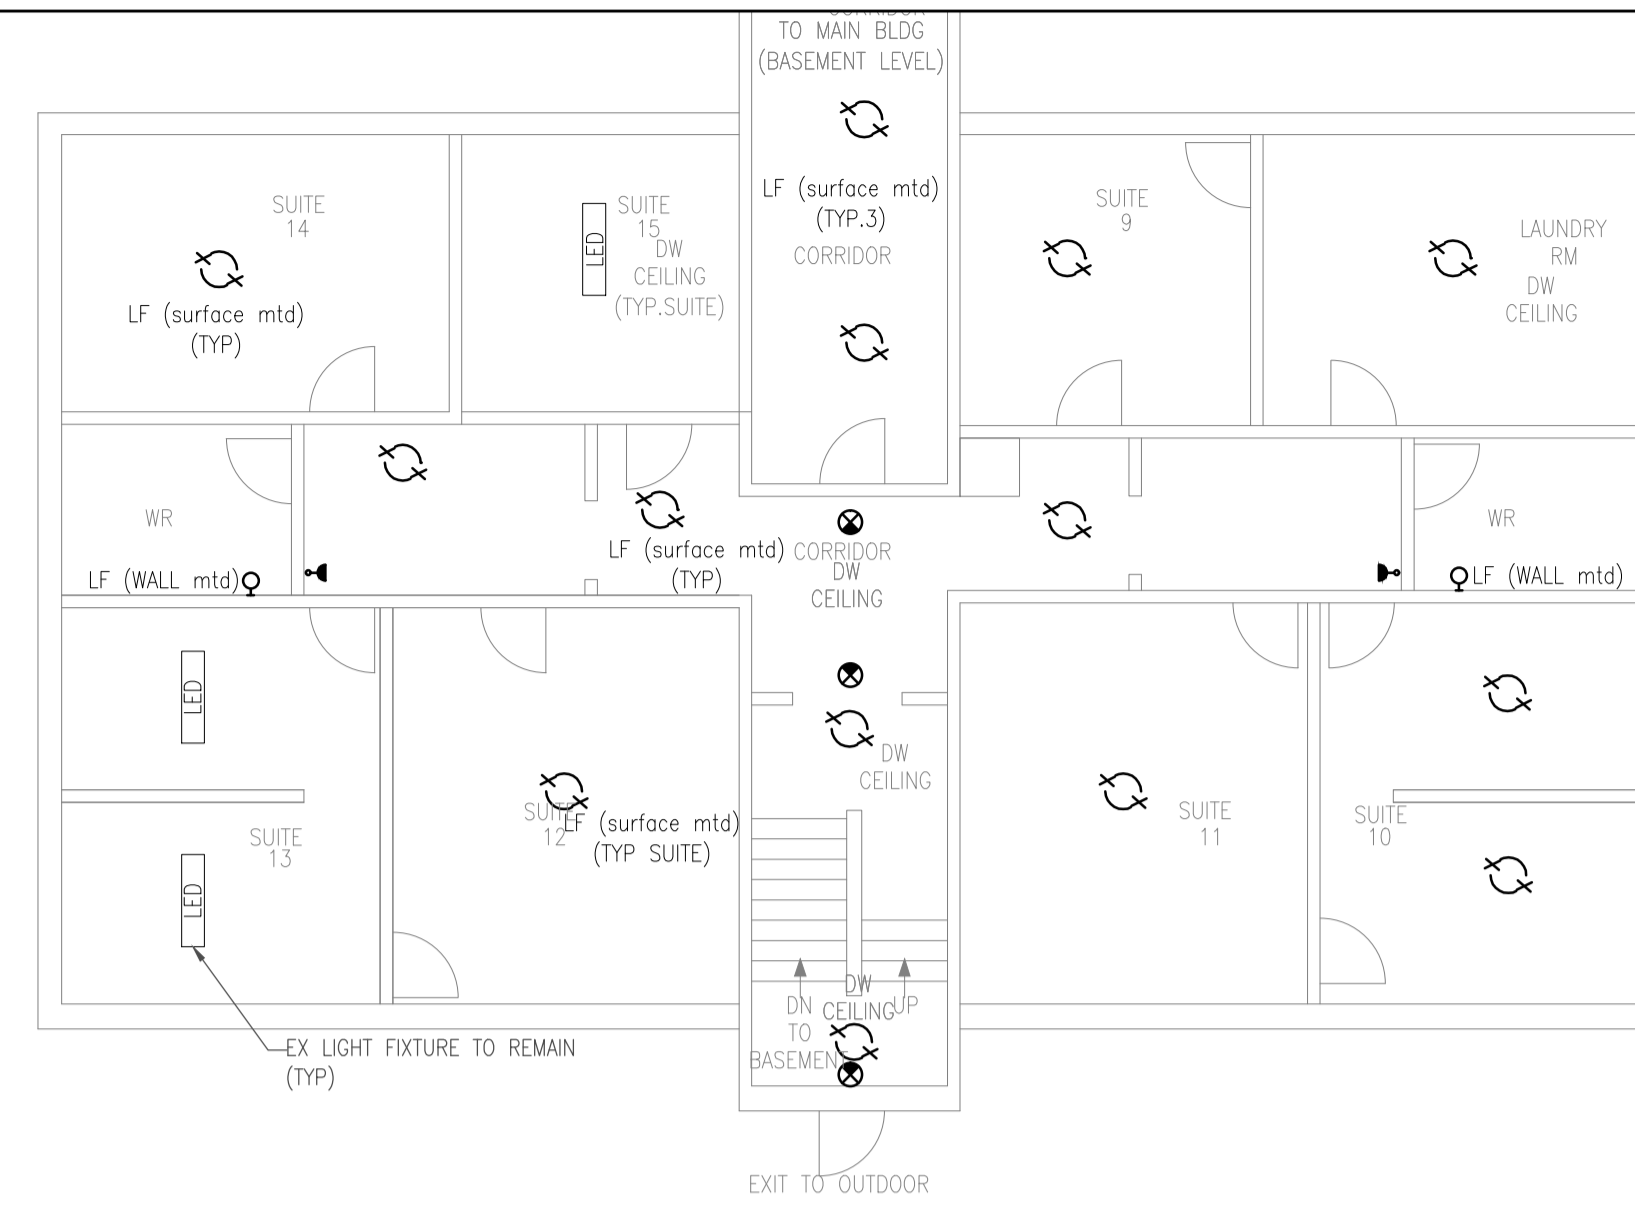 CORRIDOR
TO MAIN BLDG
(BASEMENT LEVEL)
LF (surface mtd)
(TYP.3)
CORRIDOR
SUITE
14
LF (surface mtd)
(TYP)
LED
SUITE
15
DW
CEILING
(TYP.SUITE)
SUITE
9
LAUNDRY
RM
DW
CEILING
WR
LF (WALL mtd)
LF (surface mtd)
(TYP)
CORRIDOR
DW
CEILING
WR
LF (WALL mtd)
LED
LED
SUITE
13
SUITE
12
LF (surface mtd)
(TYP SUITE)
DW
CEILING
SUITE
11
SUITE
10
DW
CEILING
DN
TO
BASEMENT
UP
EX LIGHT FIXTURE TO REMAIN
(TYP)
EXIT TO OUTDOOR